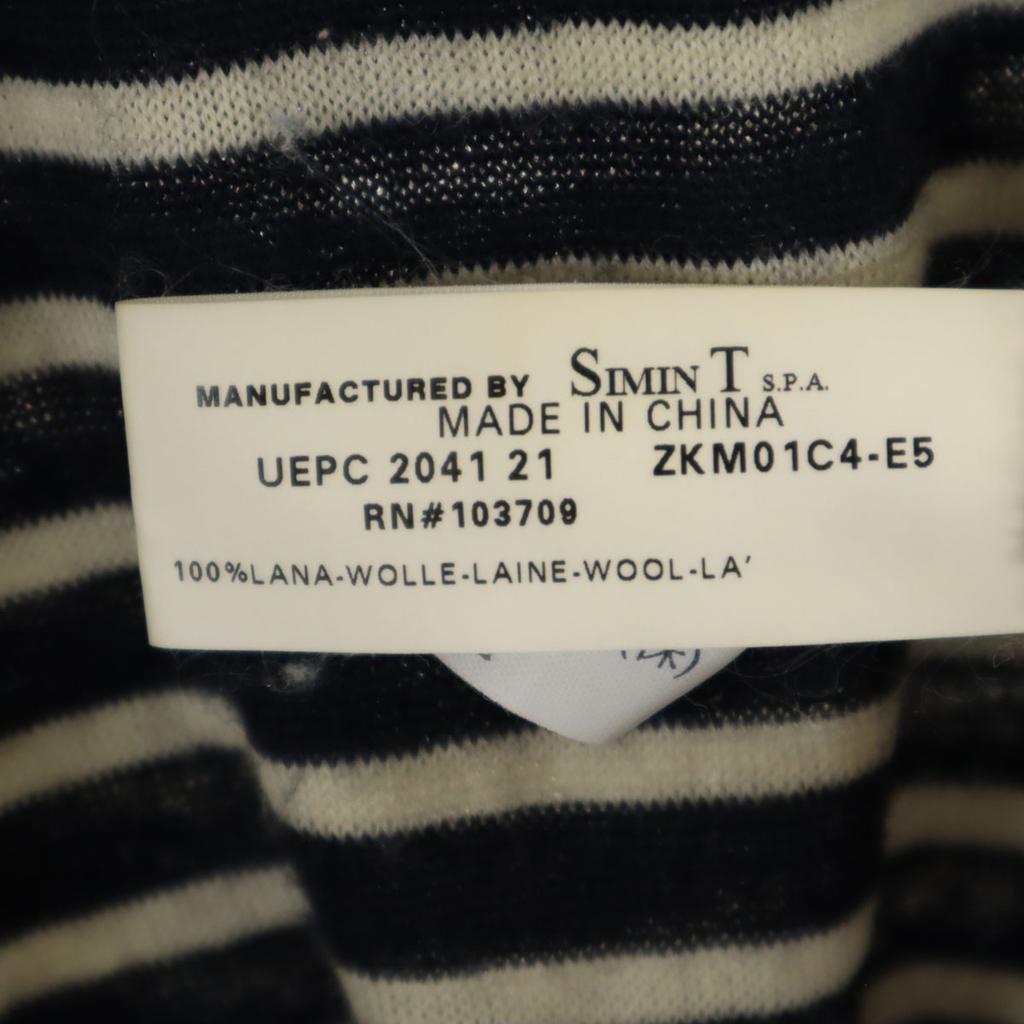 MANUFACTURED BY SIMIN T S.P.A.
MADE IN CHINA
UEPC 2041 21 ZKM01C4-E5
RN#103709
100%LANA-WOLLE-LAINE-WOOL-LA'